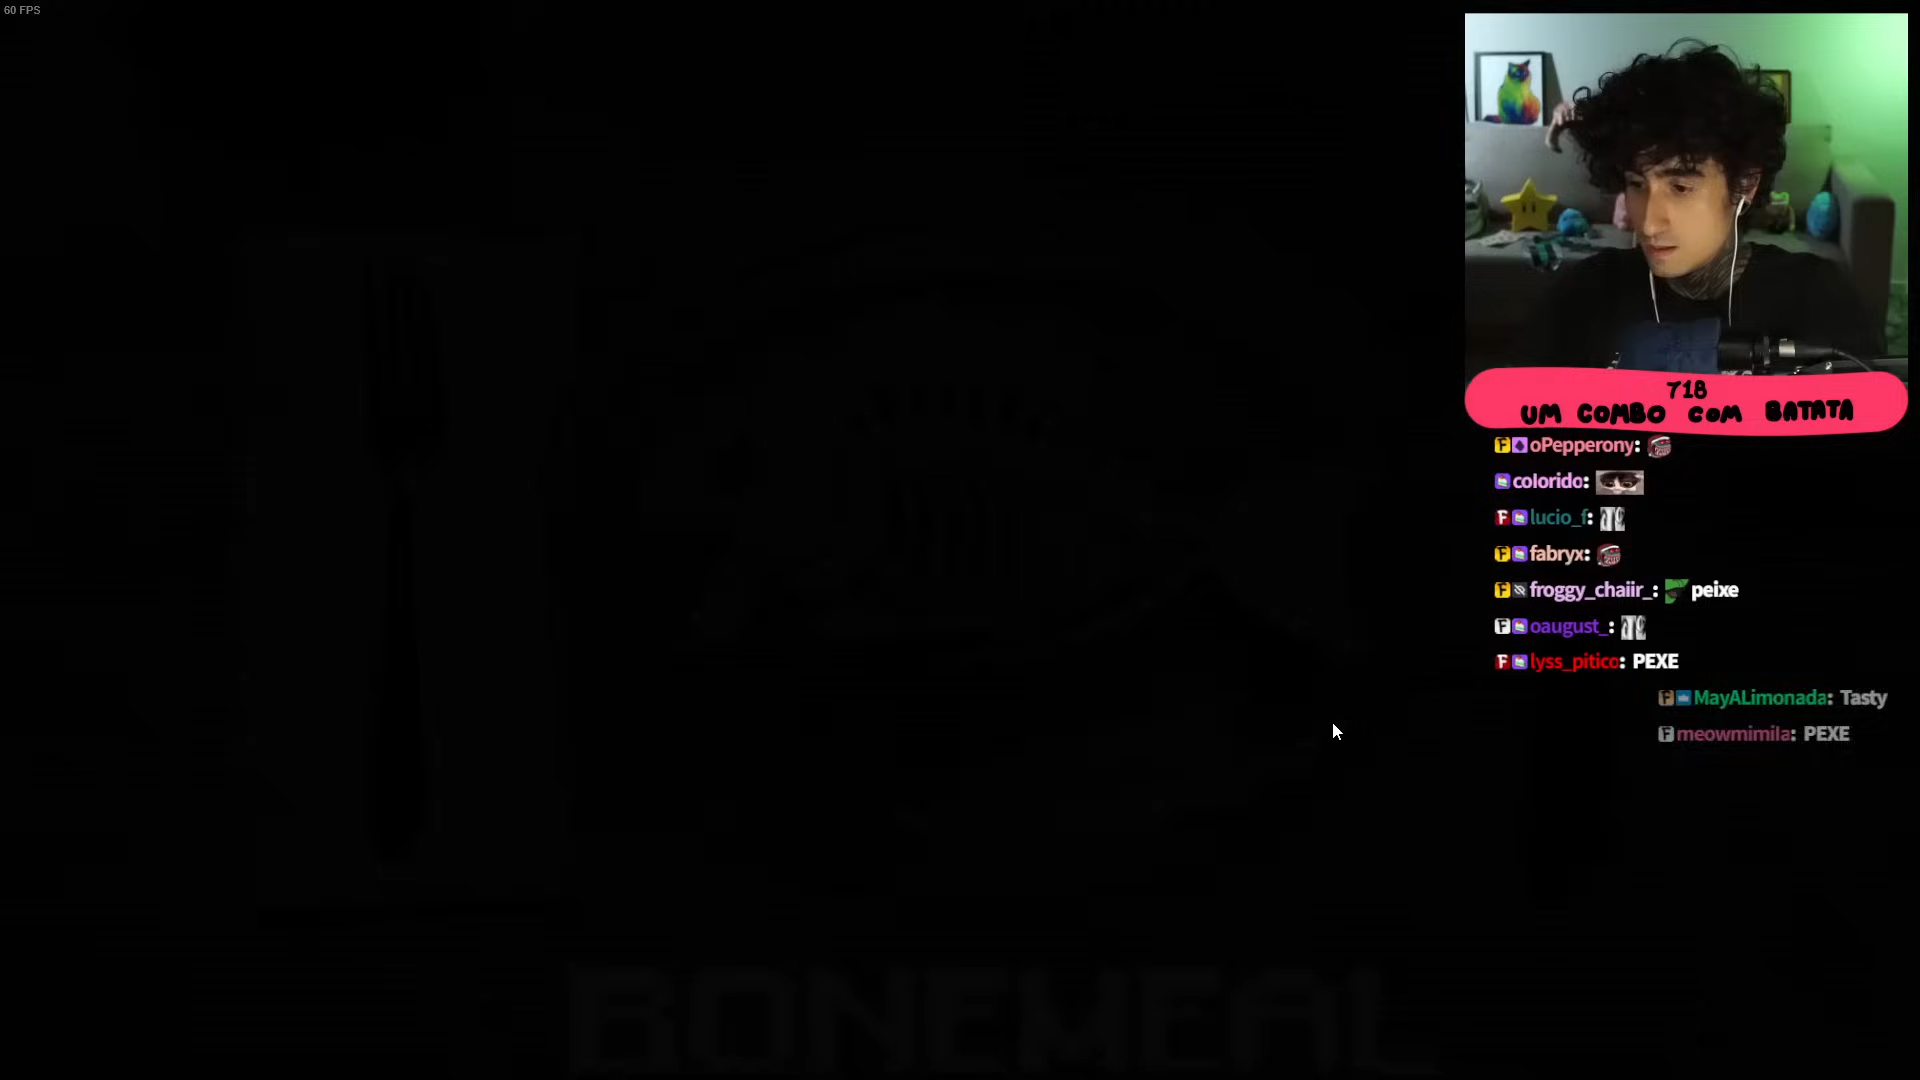 60 FPS
718
UM COMBO COM BATATA
oPepperony:
colorido:
lucio_f:
fabryx:
froggy_chaiir_: peixe
oaugust_:
lyss_pitico: PEXE
MayALimonada: Tasty
meowmimila: PEXE
BONEMEAL